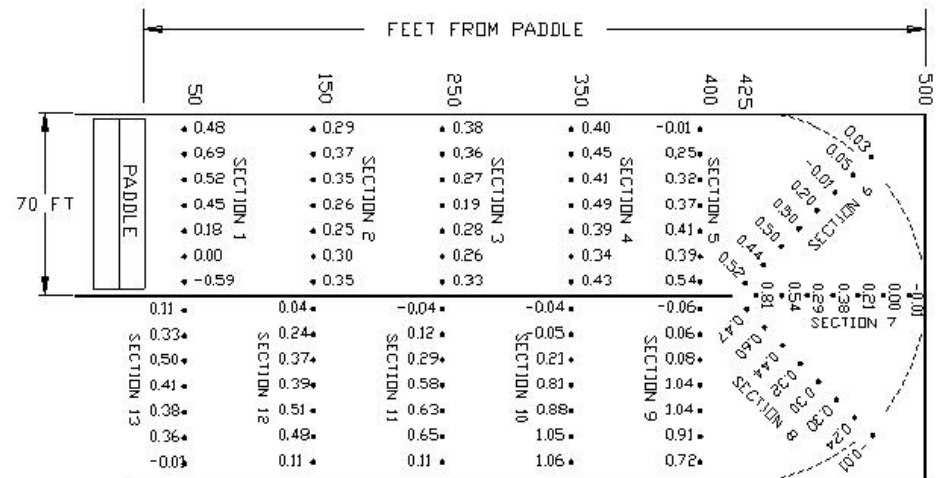 FEET FROM PADDLE
50 150 250 350 400 425 500
70 FT
PADDLE
0.48 0.29 0.38 0.40 -0.01
0.69 0.37 0.36 0.45 0.25
0.52 0.35 0.27 0.41 0.32
0.45 0.26 0.19 0.49 0.37
0.18 0.25 0.28 0.39 0.41
0.00 0.30 0.26 0.34 0.39
-0.59 0.35 0.33 0.43 0.54
SECTION 1
SECTION 2
SECTION 3
SECTION 4
SECTION 5
0.03
0.05
-0.01
0.20
0.50
0.50
0.44
0.52
SECTION 6
0.81 0.54 0.29 0.38 0.21 0.00 -0.01
SECTION 7
0.47
0.60
0.44
0.32
0.30
0.30
0.24
-0.01
SECTION 8
0.11 0.04 -0.04 -0.04 -0.06
0.33 0.24 0.12 -0.05 0.06
0.50 0.37 0.29 0.21 0.08
0.41 0.39 0.58 0.81 1.04
0.38 0.51 0.63 0.88 1.04
0.36 0.48 0.65 1.05 0.91
-0.01 0.11 0.11 1.06 0.72
SECTION 13
SECTION 12
SECTION 11
SECTION 10
SECTION 9